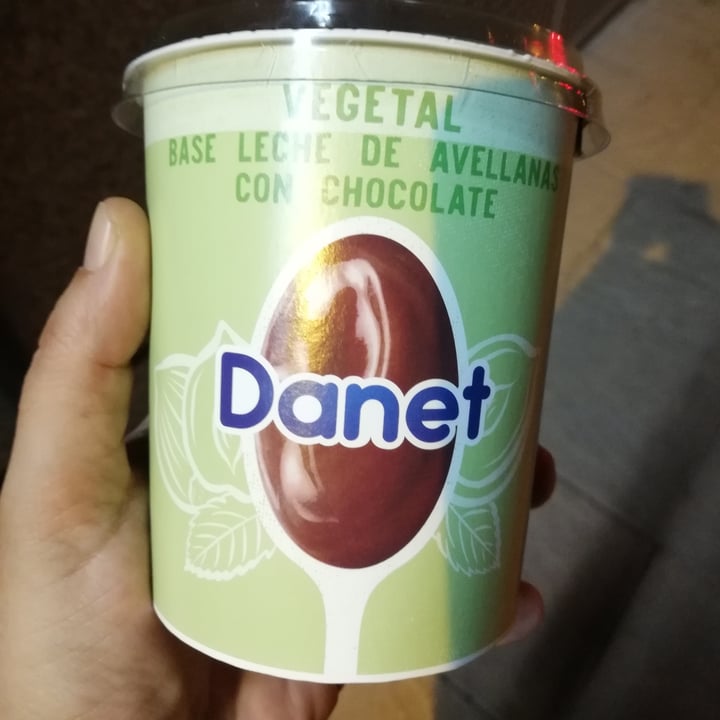 VEGETAL
BASE LECHE DE AVELLANAS
CON CHOCOLATE
Danet